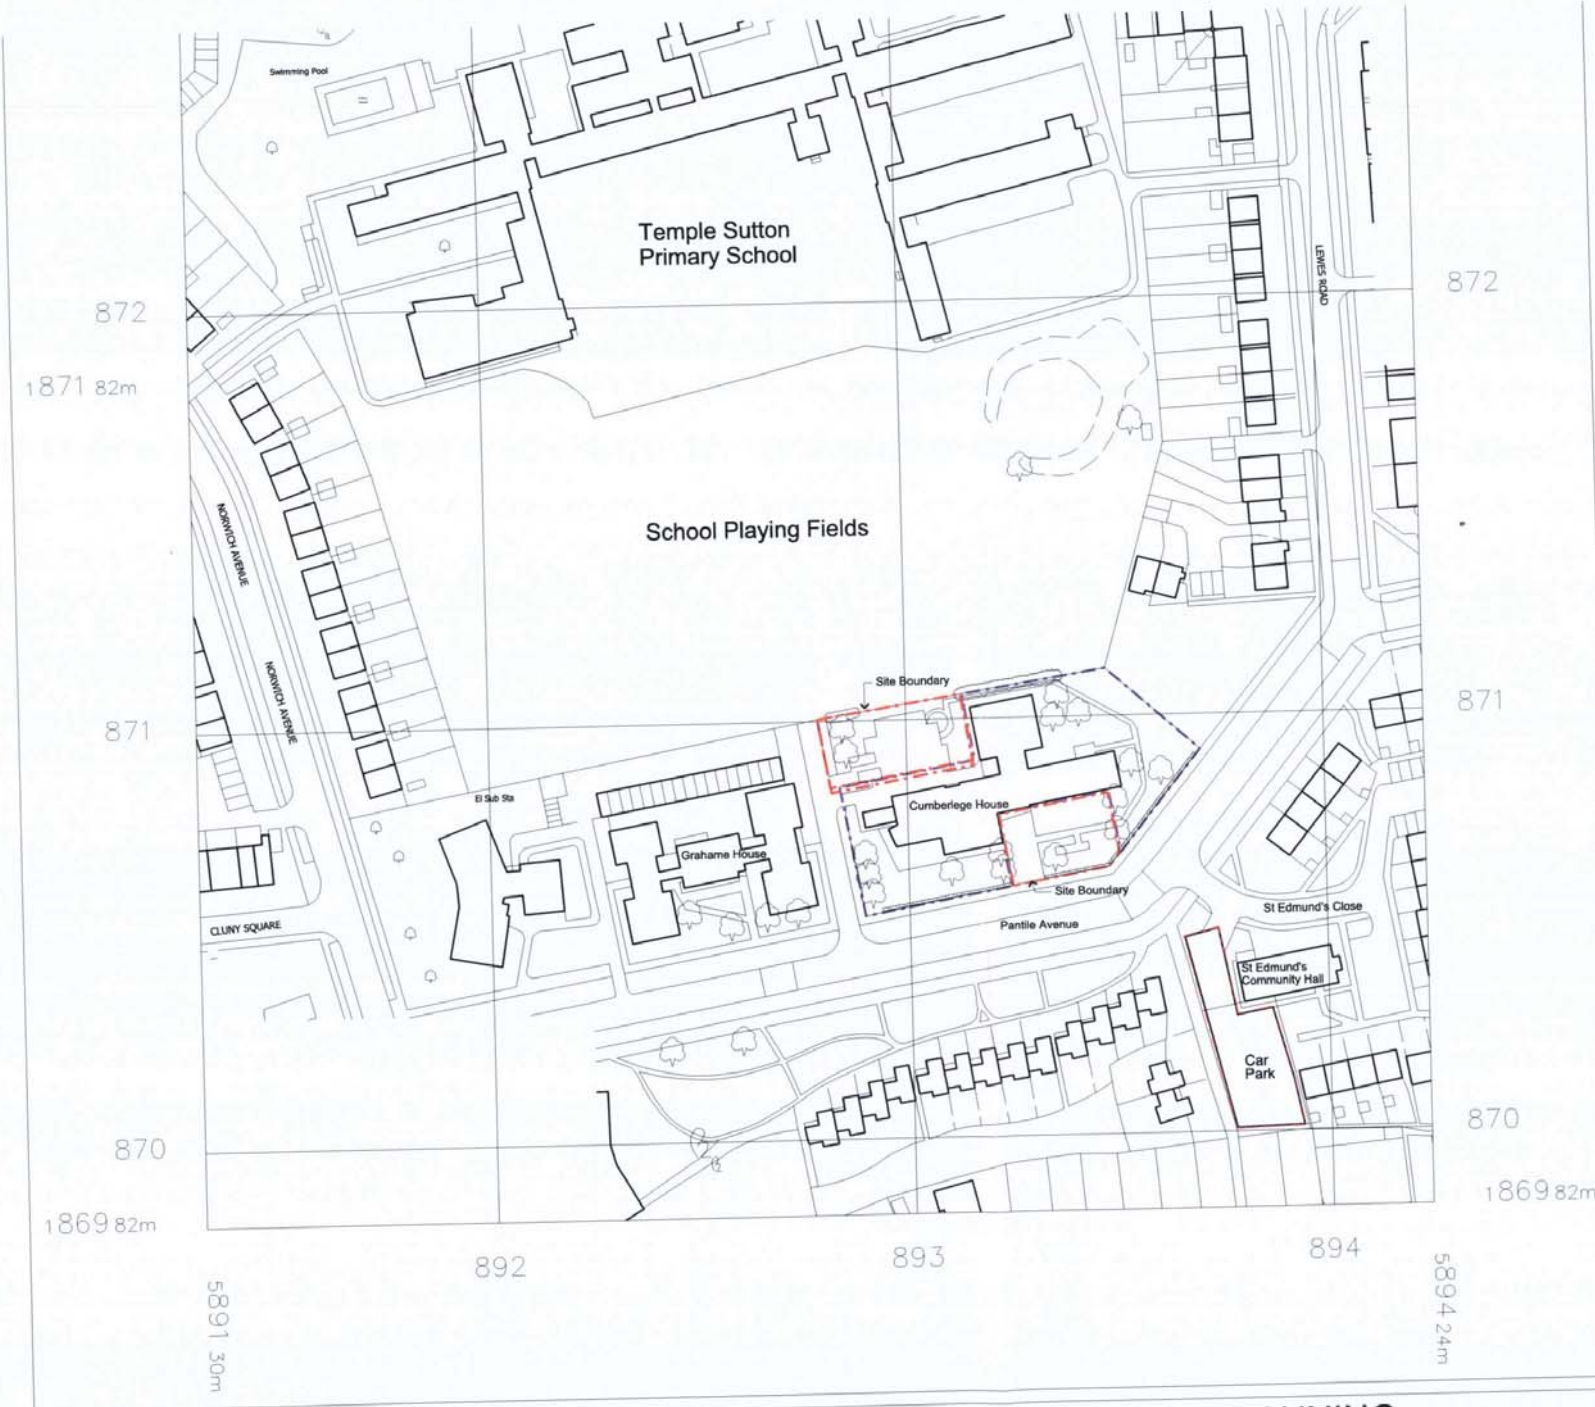 Swimming Pool
Temple Sutton
Primary School
LEWES ROAD
872
872
1871 82m
NORWICH AVENUE
School Playing Fields
NORWICH AVENUE
Site Boundary
871
871
El Sub Sta
Cumberlege House
Grahame House
Site Boundary
St Edmund's Close
Pantile Avenue
CLUNY SQUARE
St Edmund's
Community Hall
Car
Park
870
870
1869 82m
1869 82m
892
893
894
5891 30m
5894 24m